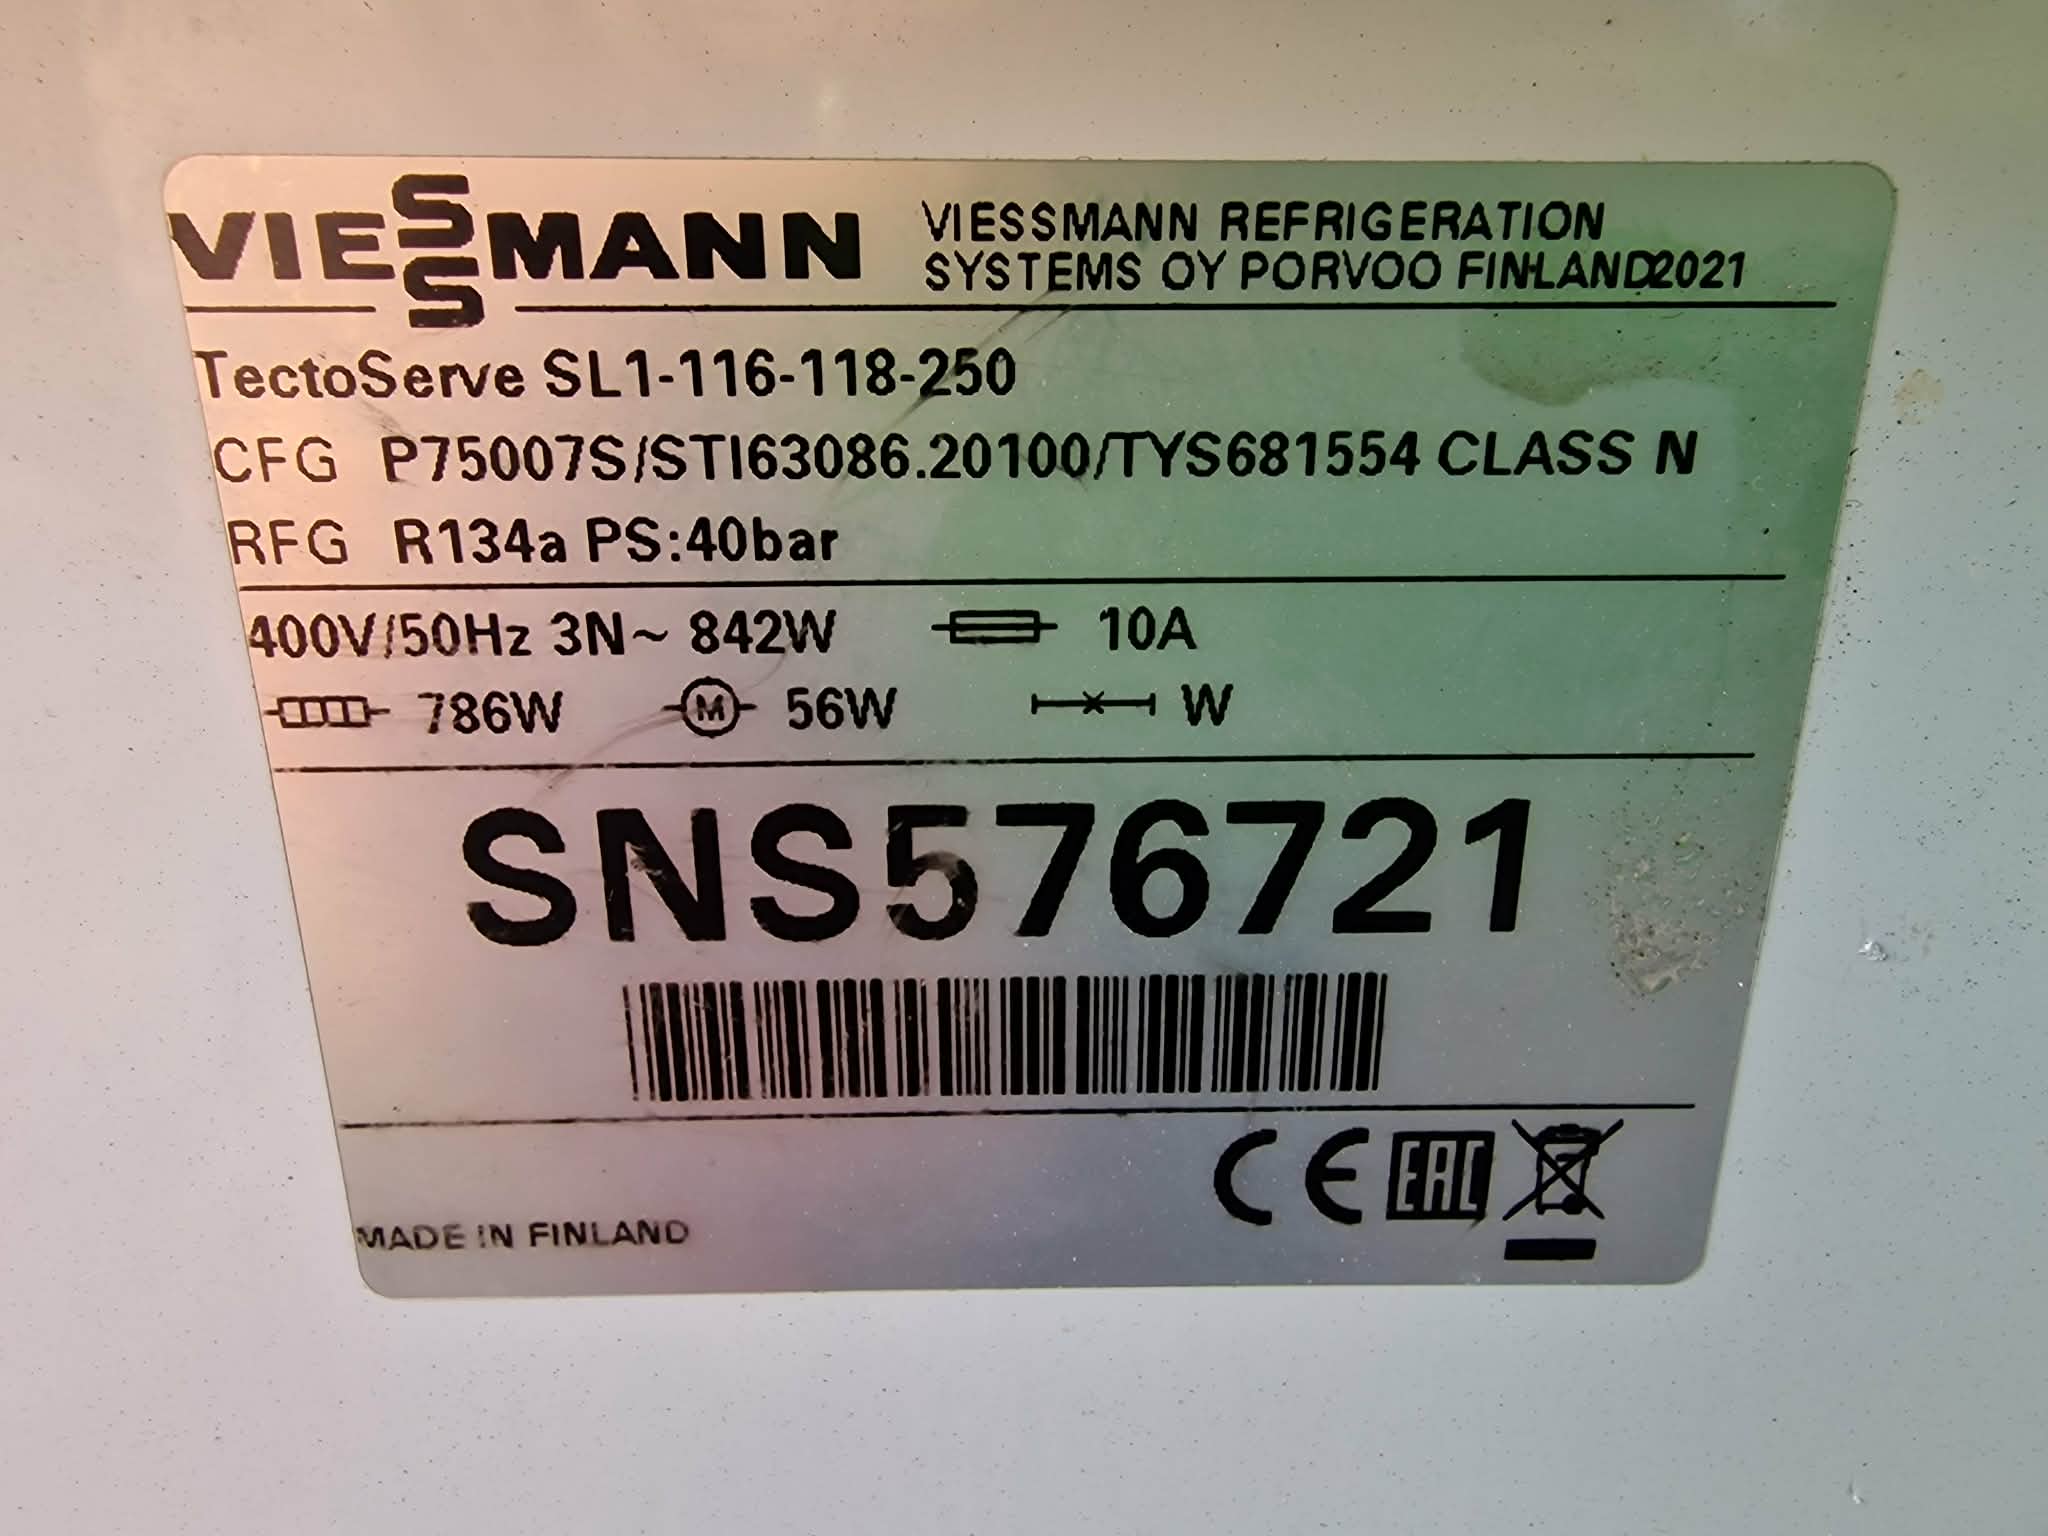 VIESSMANN
VIESSMANN REFRIGERATION
SYSTEMS OY PORVOO FINLAND2021
TectoServe SL1-116-118-250
CFG P75007S/STI63086.20100/TYS681554 CLASS N
RFG R134a PS:40bar
400V/50Hz 3N~ 842W 10A
786W M 56W W
SNS576721
CE EAC
MADE IN FINLAND